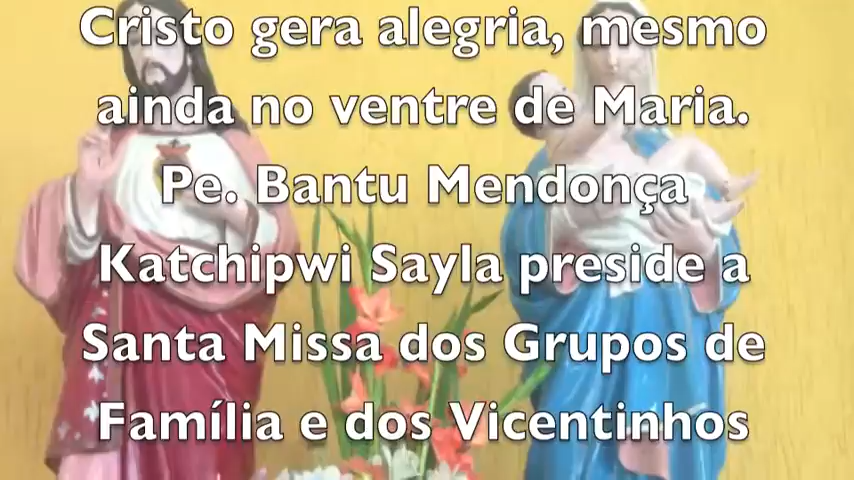 Cristo gera alegria, mesmo
ainda no ventre de Maria.
Pe. Bantu Mendonça
Katchipwi Sayla preside a
Santa Missa dos Grupos de
Família e dos Vicentinhos